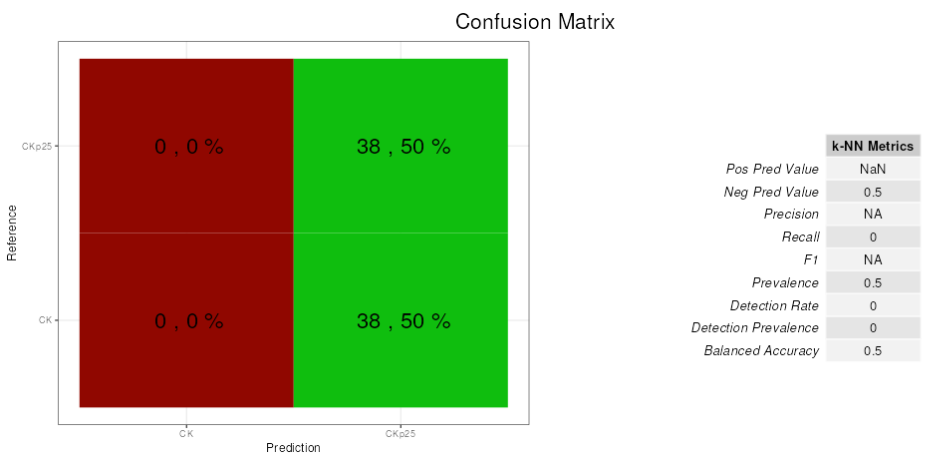 Confusion Matrix
Reference
CKp25
0 , 0 %
38 , 50 %
CK
0 , 0 %
38 , 50 %
CK
CKp25
Prediction
k-NN Metrics
Pos Pred Value NaN
Neg Pred Value 0.5
Precision NA
Recall 0
F1 NA
Prevalence 0.5
Detection Rate 0
Detection Prevalence 0
Balanced Accuracy 0.5